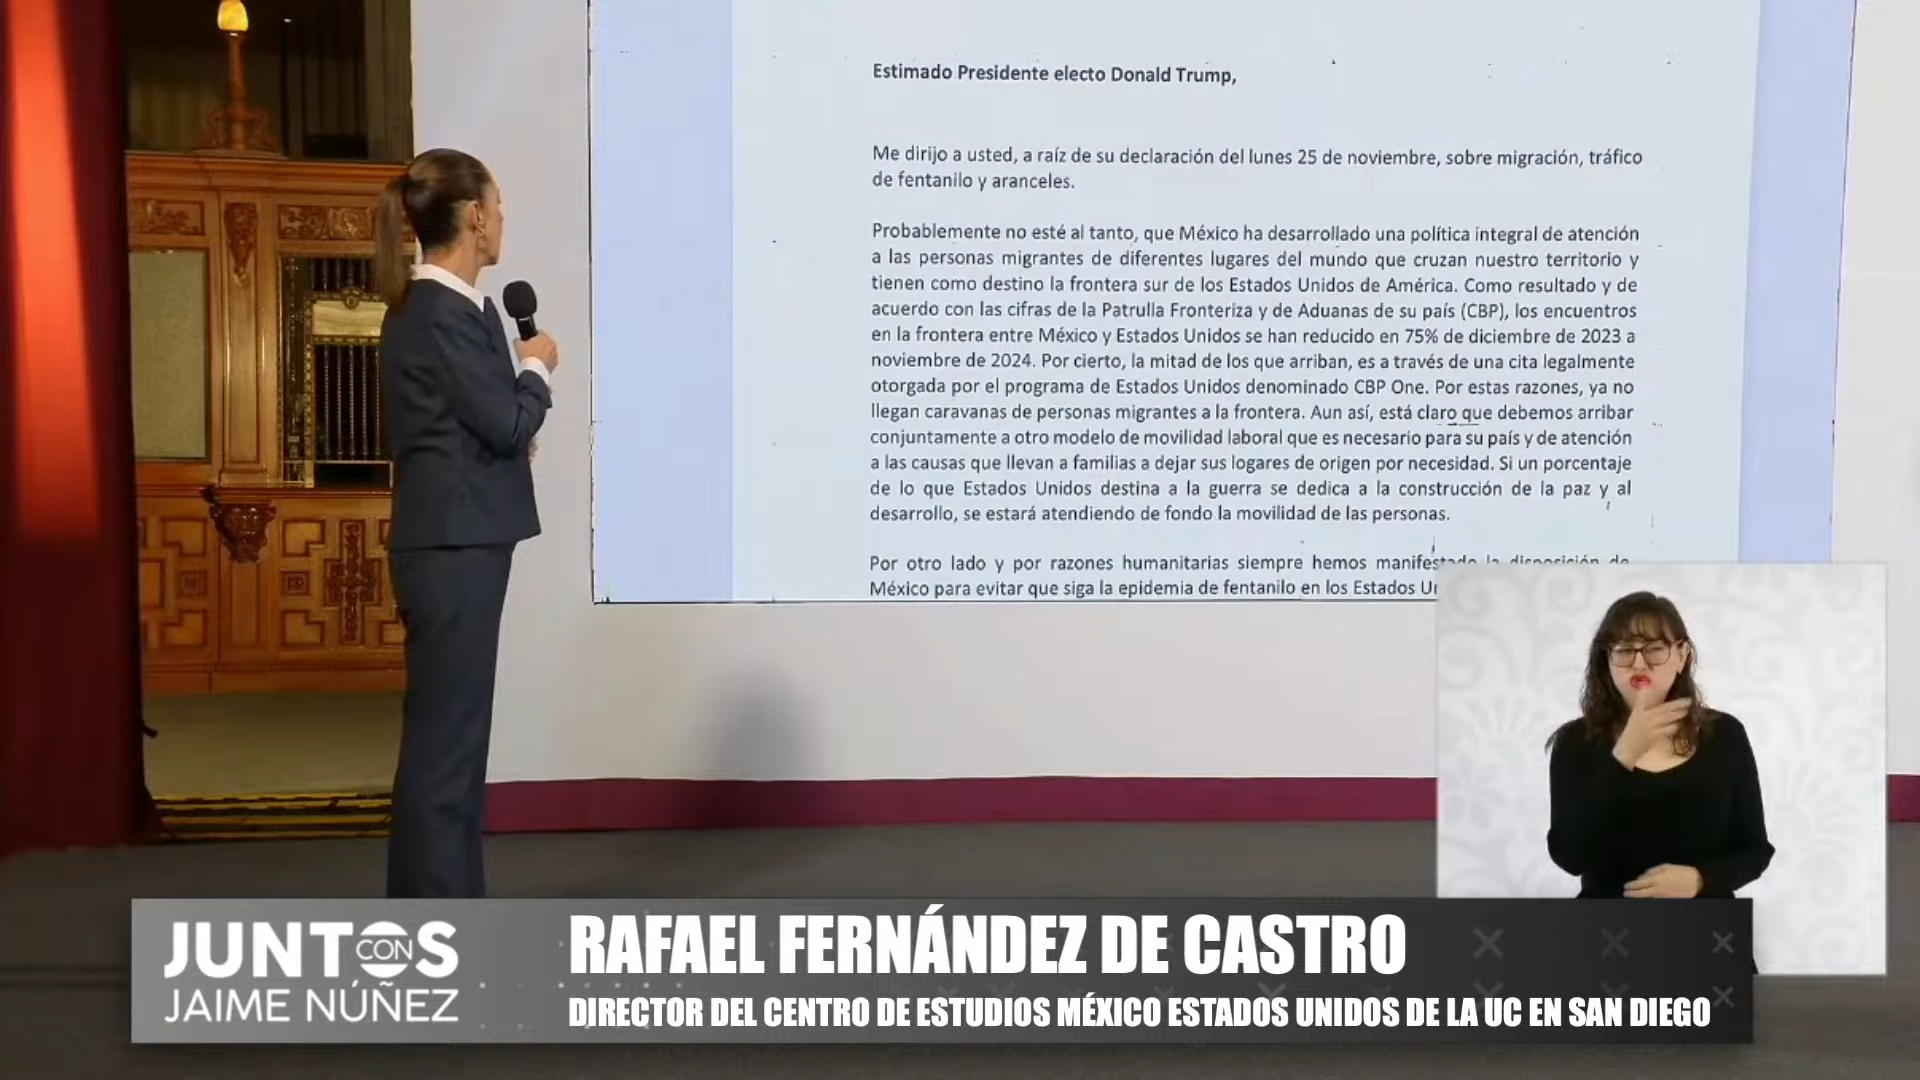 Estimado Presidente electo Donald Trump,
Me dirijo a usted, a raíz de su declaración del lunes 25 de noviembre, sobre migración, tráfico
de fentanilo y aranceles.
Probablemente no esté al tanto, que México ha desarrollado una política integral de atención
a las personas migrantes de diferentes lugares del mundo que cruzan nuestro territorio y
tienen como destino la frontera sur de los Estados Unidos de América. Como resultado y de
acuerdo con las cifras de la Patrulla Fronteriza y de Aduanas de su país (CBP), los encuentros
en la frontera entre México y Estados Unidos se han reducido en 75% de diciembre de 2023 a
noviembre de 2024. Por cierto, la mitad de los que arriban, es a través de una cita legalmente
otorgada por el programa de Estados Unidos denominado CBP One. Por estas razones, ya no
llegan caravanas de personas migrantes a la frontera. Aun así, está claro que debemos arribar
conjuntamente a otro modelo de movilidad laboral que es necesario para su país y de atención
a las causas que llevan a familias a dejar sus logares de origen por necesidad. Si un porcentaje
de lo que Estados Unidos destina a la guerra se dedica a la construcción de la paz y al
desarrollo, se estará atendiendo de fondo la movilidad de las personas.
Por otro lado y por razones humanitarias siempre hemos manifestado la disposición de
México para evitar que siga la epidemia de fentanilo en los Estados
JUNTOS
CON
JAIME NÚÑEZ
RAFAEL FERNÁNDEZ DE CASTRO
DIRECTOR DEL CENTRO DE ESTUDIOS MÉXICO ESTADOS UNIDOS DE LA UC EN SAN DIEGO